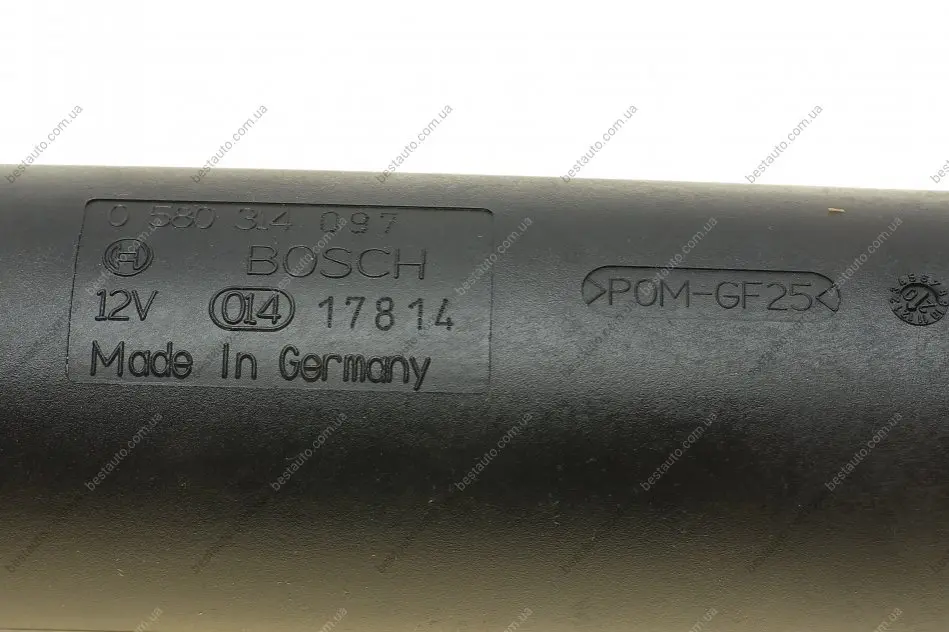 0 580 314 097
BOSCH
12V 014 17814
Made In Germany
>POM-GF25<
bestauto.com.ua